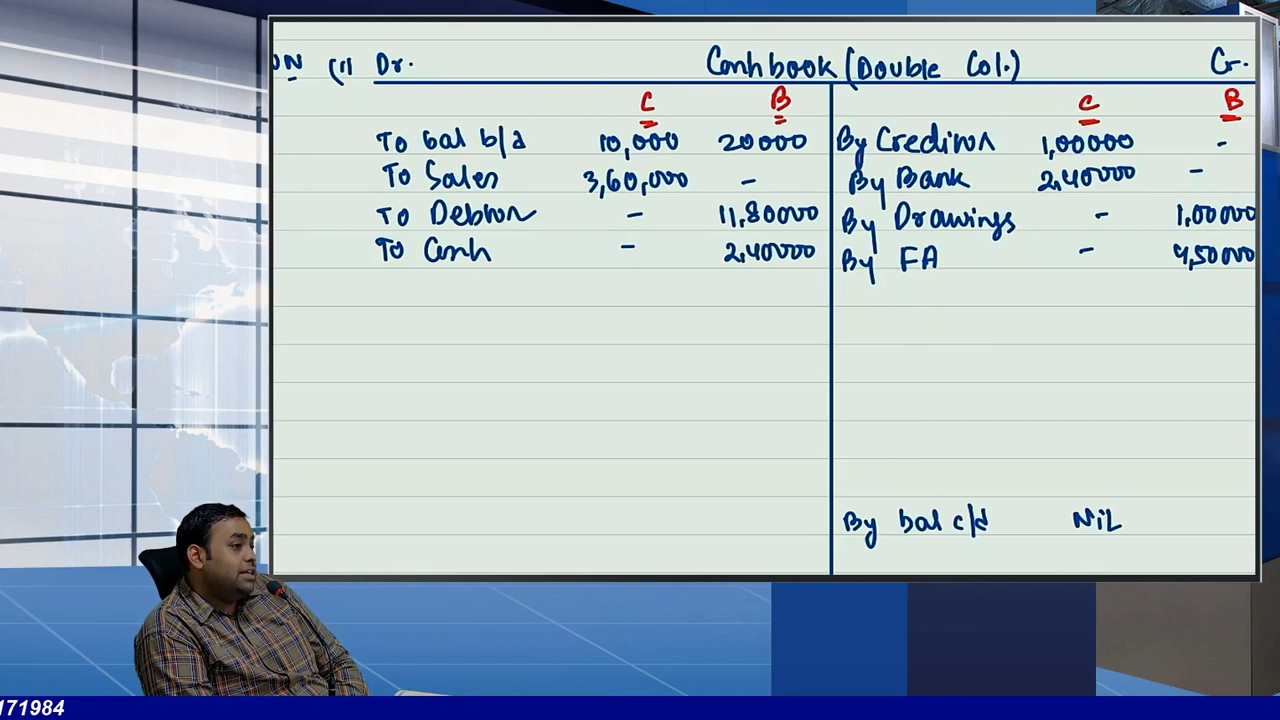 ON (1) Dr. Cashbook (Double Col.) Cr.
C B C B
To bal b/d 10,000 20000 By Creditors 1,00000 -
To Sales 3,60,000 - By Bank 2,40000 -
To Debtors - 11,80000 By Drawings - 1,00000
To Cash - 2,40000 By FA - 4,50000
By bal c/d NiL
171984